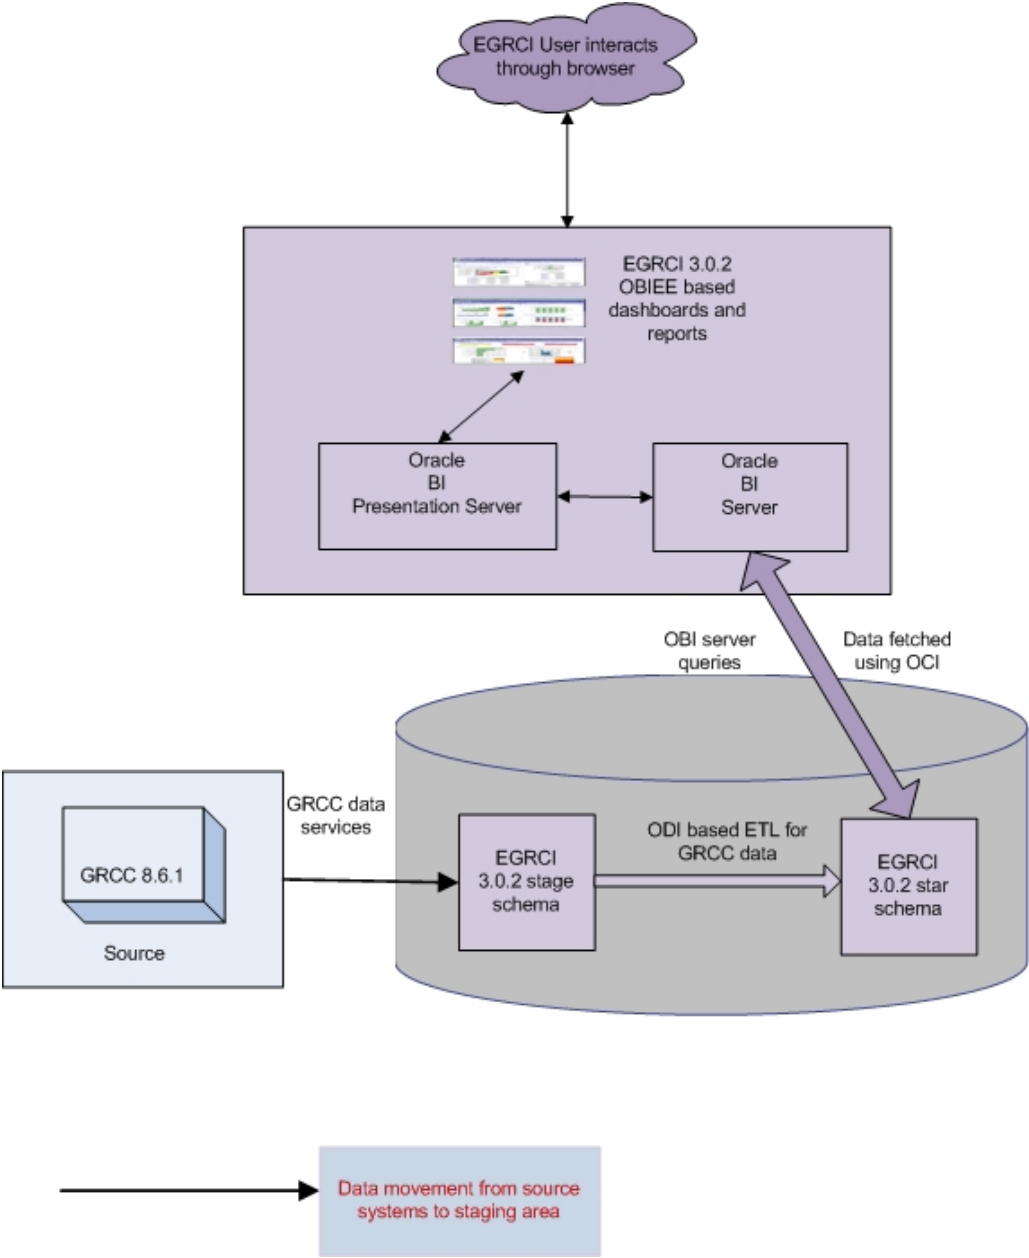 EGRCI User interacts
through browser
EGRCI 3.0.2
OBIEE based
dashboards and
reports
Oracle
BI
Presentation Server
Oracle
BI
Server
OBI server
queries
Data fetched
using OCI
GRCC data
services
GRCC 8.6.1
Source
EGRCI
3.0.2 stage
schema
ODI based ETL for
GRCC data
EGRCI
3.0.2 star
schema
Data movement from source
systems to staging area